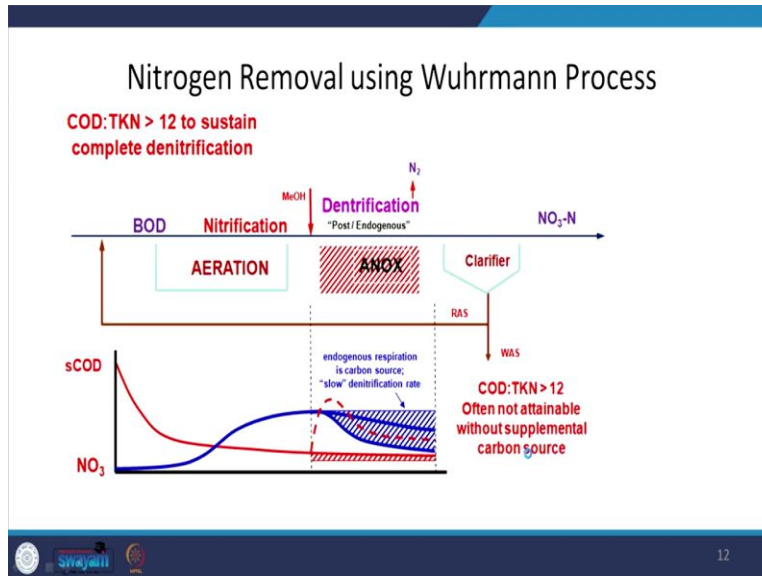 Nitrogen Removal using Wuhrmann Process
COD:TKN > 12 to sustain
complete denitrification
N₂
MeOH
Dentrification
"Post / Endogenous"
BOD
Nitrification
NO₃-N
AERATION
ANOX
Clarifier
RAS
WAS
sCOD
endogenous respiration
is carbon source;
"slow" denitrification rate
COD:TKN > 12
Often not attainable
without supplemental
carbon source
NO₃
swayam
12